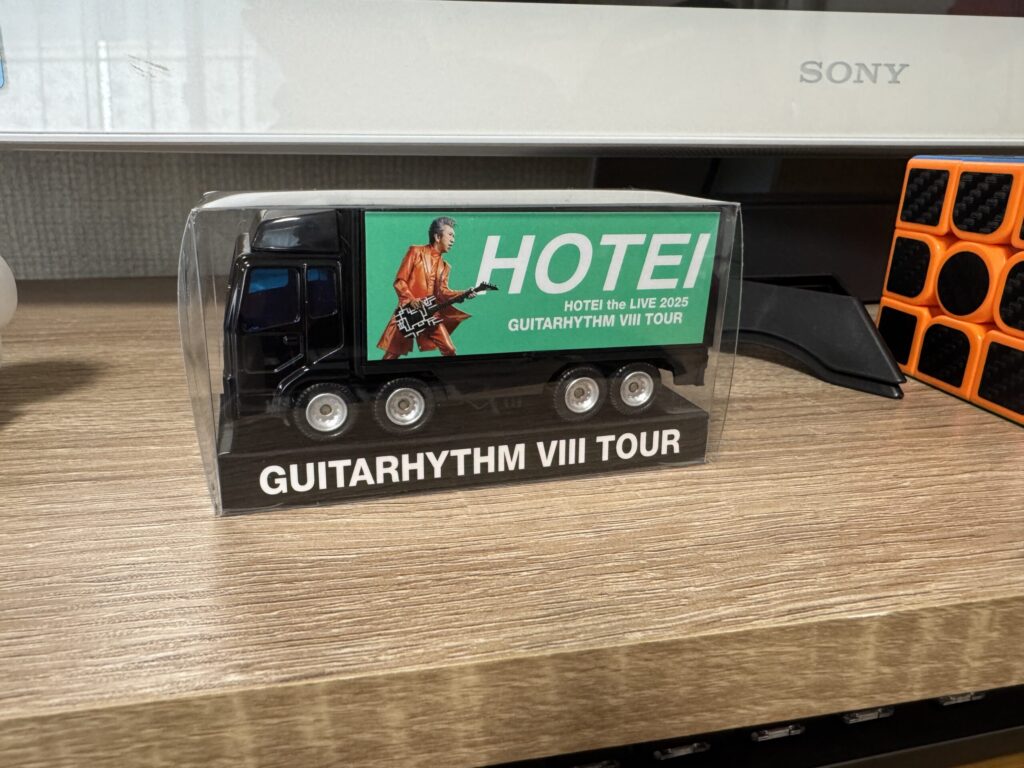 SONY
HOTEI
HOTEI the LIVE 2025
GUITARHYTHM VIII TOUR
GUITARHYTHM VIII TOUR